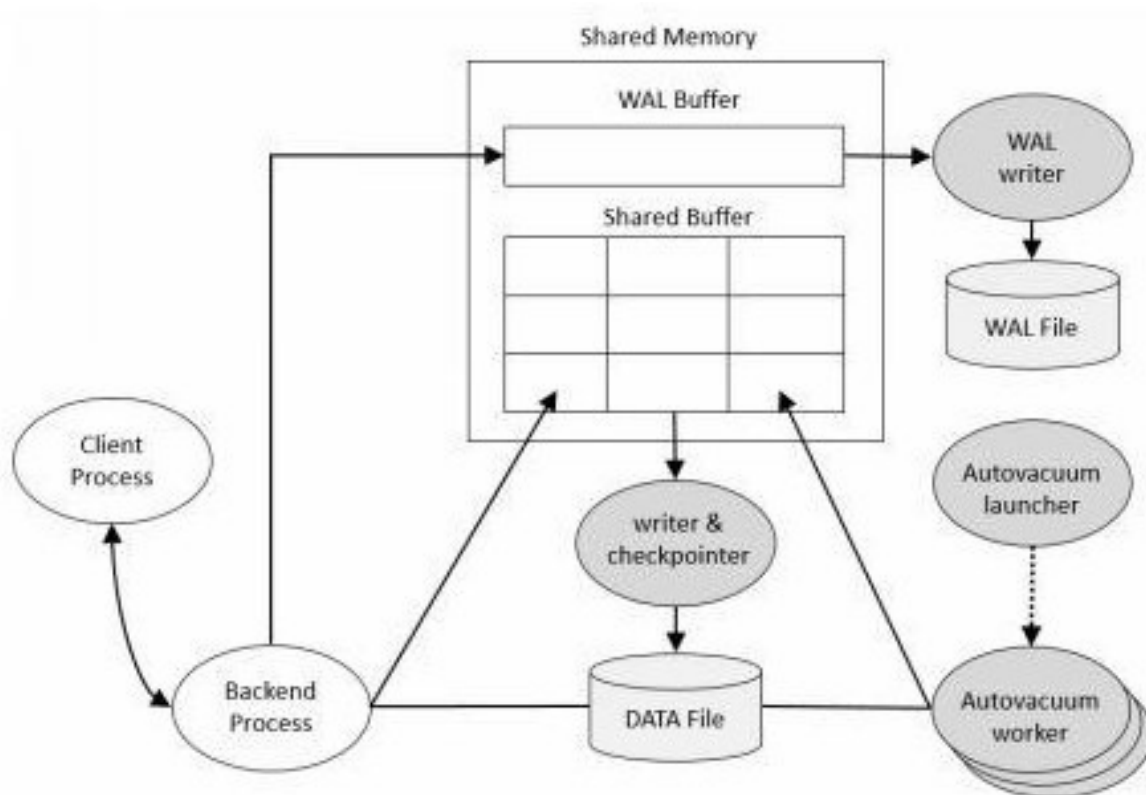 Shared Memory
WAL Buffer
WAL
writer
Shared Buffer
WAL File
Client
Process
Autovacuum
launcher
writer &
checkpointer
Backend
Process
DATA File
Autovacuum
worker